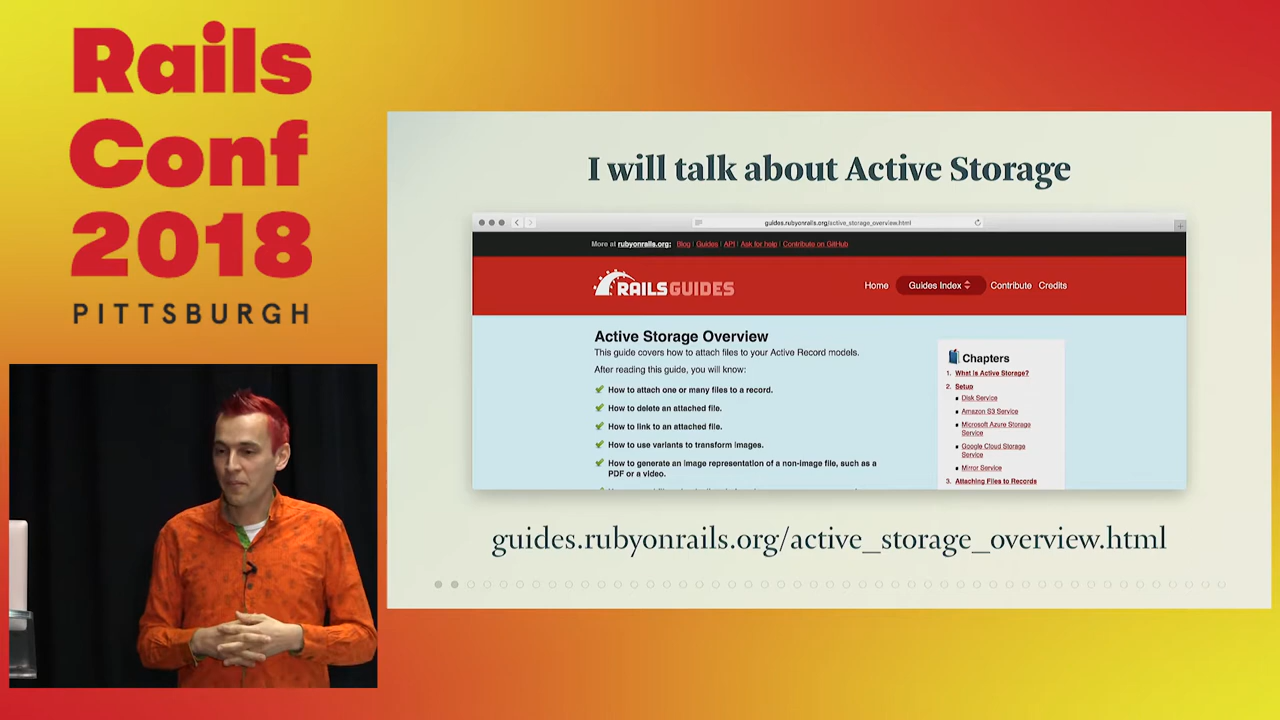 Rails
Conf
2018
PITTSBURGH
I will talk about Active Storage
guides.rubyonrails.org/active_storage_overview.html
More at rubyonrails.org: Blog | Guides | API | Ask for help | Contribute on GitHub
RAILSGUIDES
Home Guides Index Contribute Credits
Active Storage Overview
This guide covers how to attach files to your Active Record models.
After reading this guide, you will know:
How to attach one or many files to a record.
How to delete an attached file.
How to link to an attached file.
How to use variants to transform images.
How to generate an image representation of a non-image file, such as a
PDF or a video.
Chapters
1. What is Active Storage?
2. Setup
Disk Service
Amazon S3 Service
Microsoft Azure Storage
Service
Google Cloud Storage
Service
Mirror Service
3. Attaching Files to Records
guides.rubyonrails.org/active_storage_overview.html